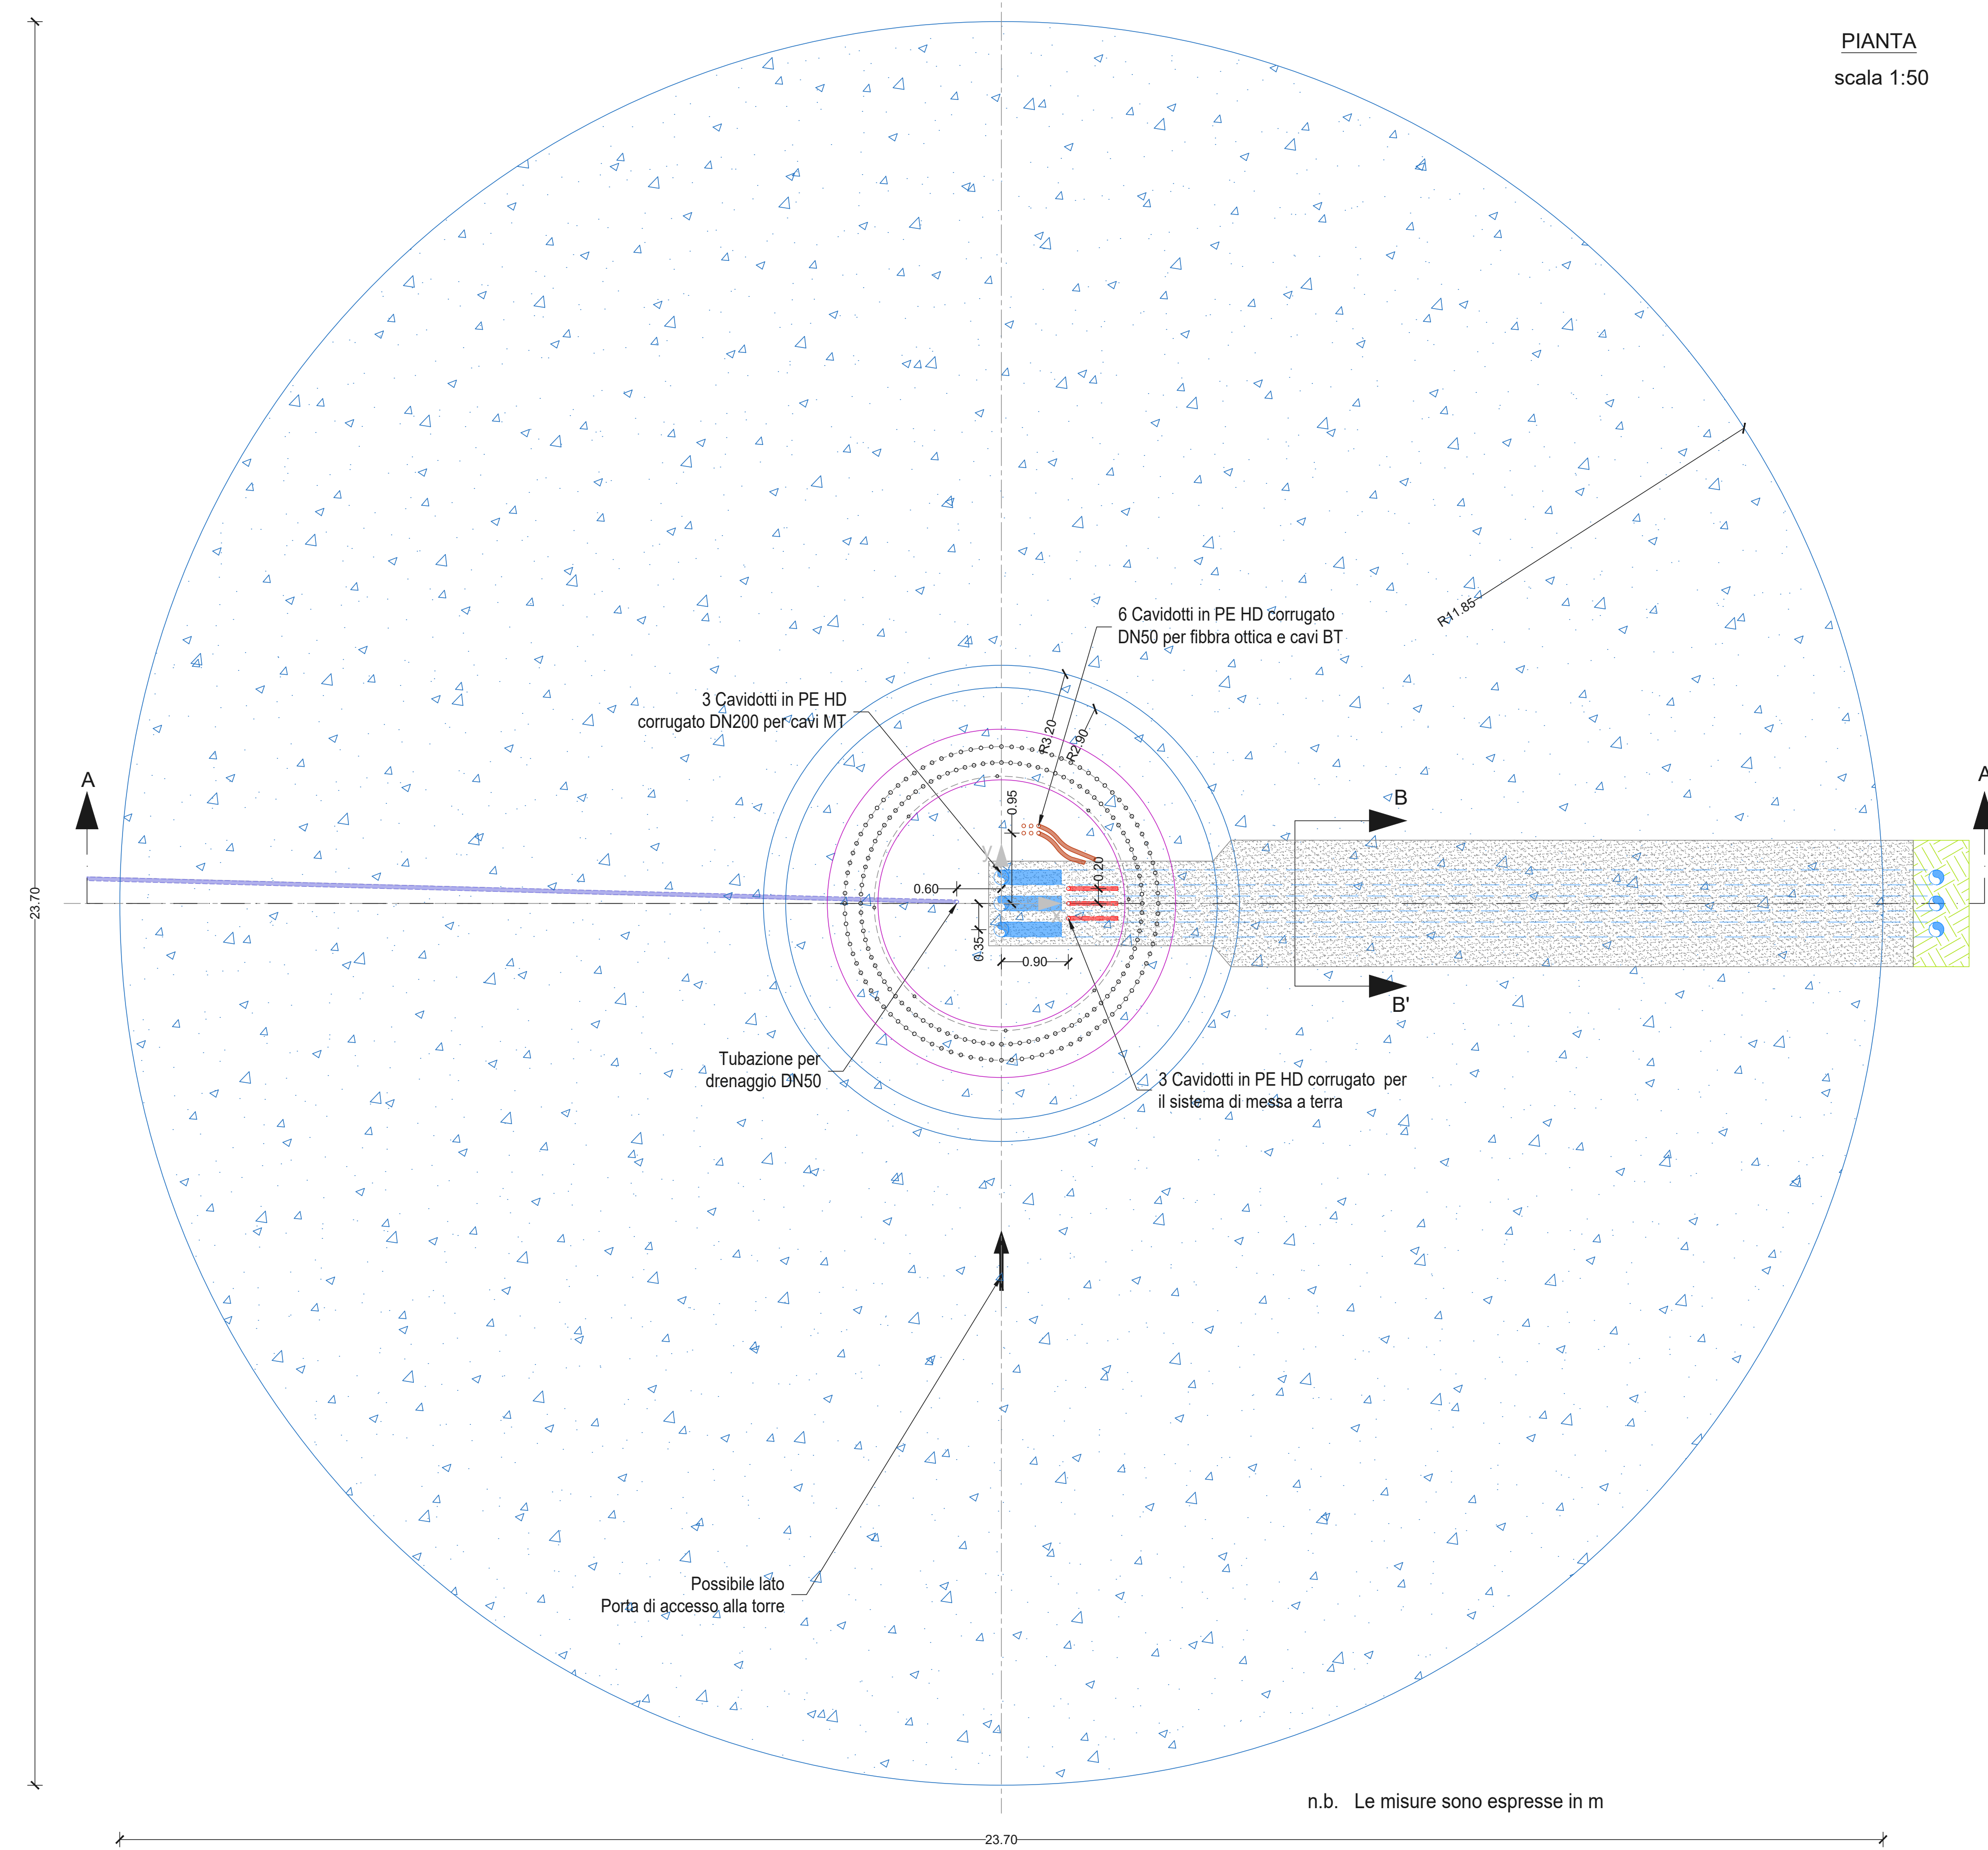 PIANTA
scala 1:50
R11.85
6 Cavidotti in PE HD corrugato
DN50 per fibbra ottica e cavi BT
3 Cavidotti in PE HD
corrugato DN200 per cavi MT
R3.20
R2.90
A
A
B
0.95
0.20
0.60
Y
X
23.70
0.35
0.90
B'
Tubazione per
drenaggio DN50
3 Cavidotti in PE HD corrugato per
il sistema di messa a terra
Possibile lato
Porta di accesso alla torre
n.b. Le misure sono espresse in m
23.70